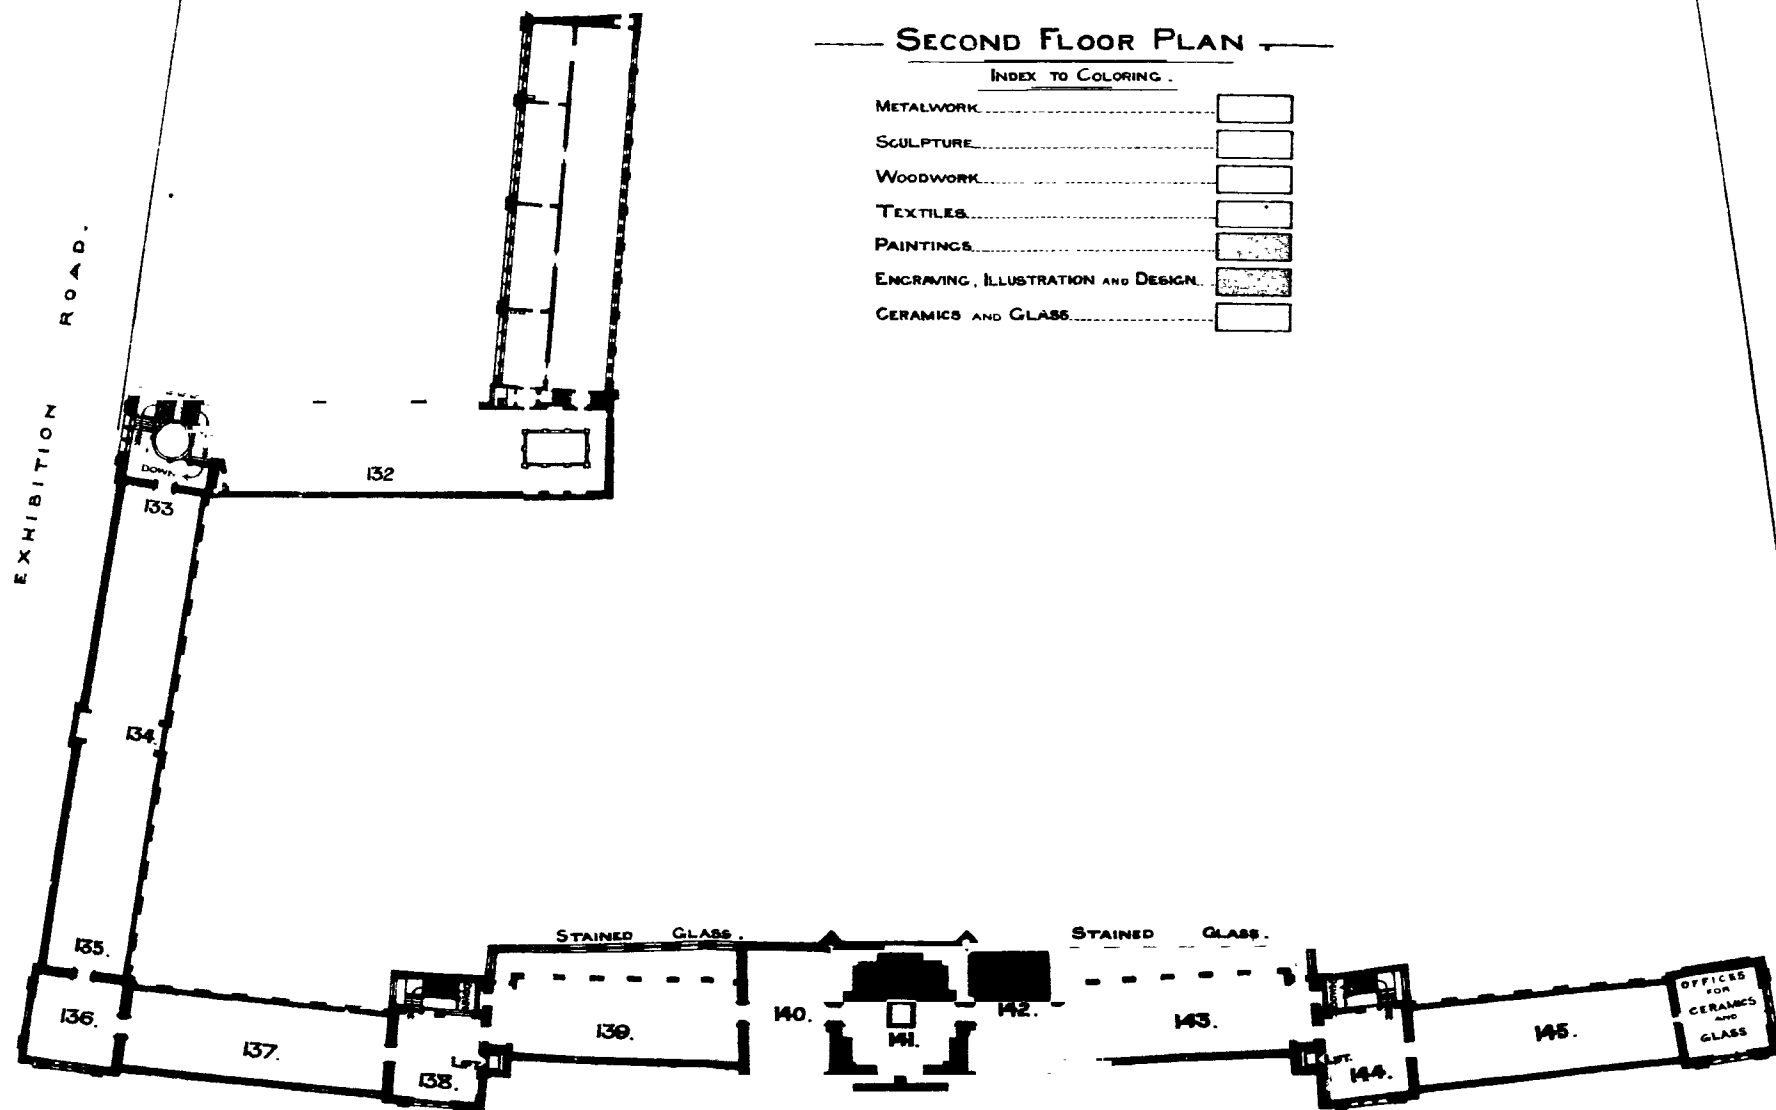 SECOND FLOOR PLAN
INDEX TO COLORING.
METALWORK
SCULPTURE
WOODWORK
TEXTILES
PAINTINGS
ENGRAVING, ILLUSTRATION AND DESIGN
CERAMICS AND GLASS
EXHIBITION ROAD.
DOWN
132
133
134.
135.
136.
137.
138.
LIFT
STAINED GLASS.
139.
140.
141.
142.
STAINED GLASS.
143.
LIFT.
144.
145.
OFFICES
FOR
CERAMICS
AND
GLASS